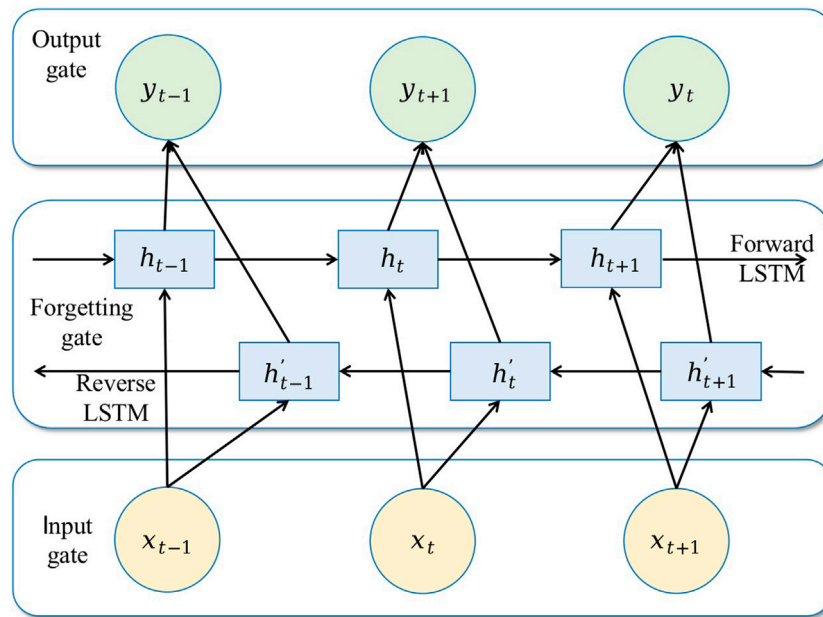 Output
gate
y_{t−1}
y_{t+1}
y_t
h_{t−1}
h_t
h_{t+1}
Forward
LSTM
Forgetting
gate
h'_{t−1}
h'_t
h'_{t+1}
Reverse
LSTM
Input
gate
x_{t−1}
x_t
x_{t+1}